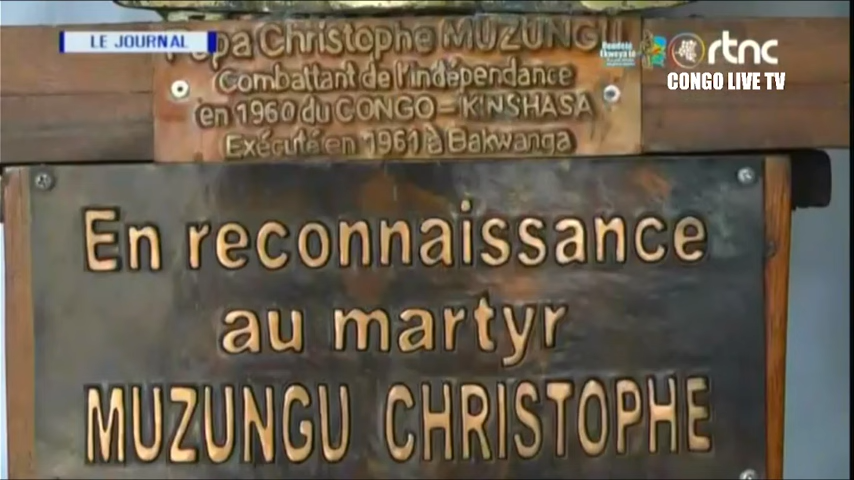 LE JOURNAL
rtnc
CONGO LIVE TV
Papa Christophe MUZUNGU
Combattant de l'indépendance
en 1960 du CONGO = KINSHASA
Exécuté en 1961 à Bakwanga
En reconnaissance
au martyr
MUZUNGU CHRISTOPHE